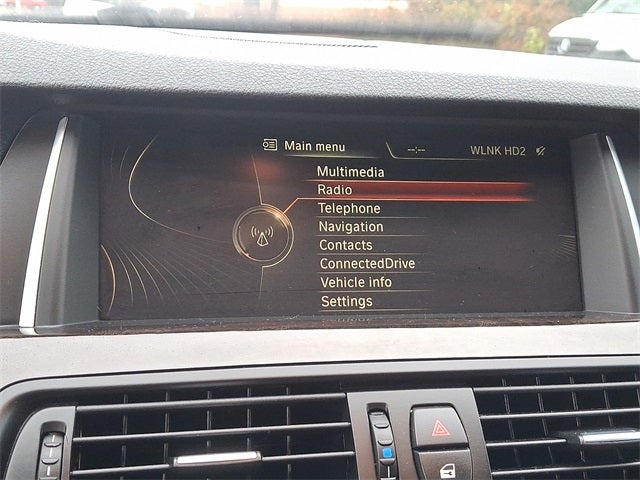 Main menu --:-- WLNK HD2
Multimedia
Radio
Telephone
Navigation
Contacts
ConnectedDrive
Vehicle info
Settings